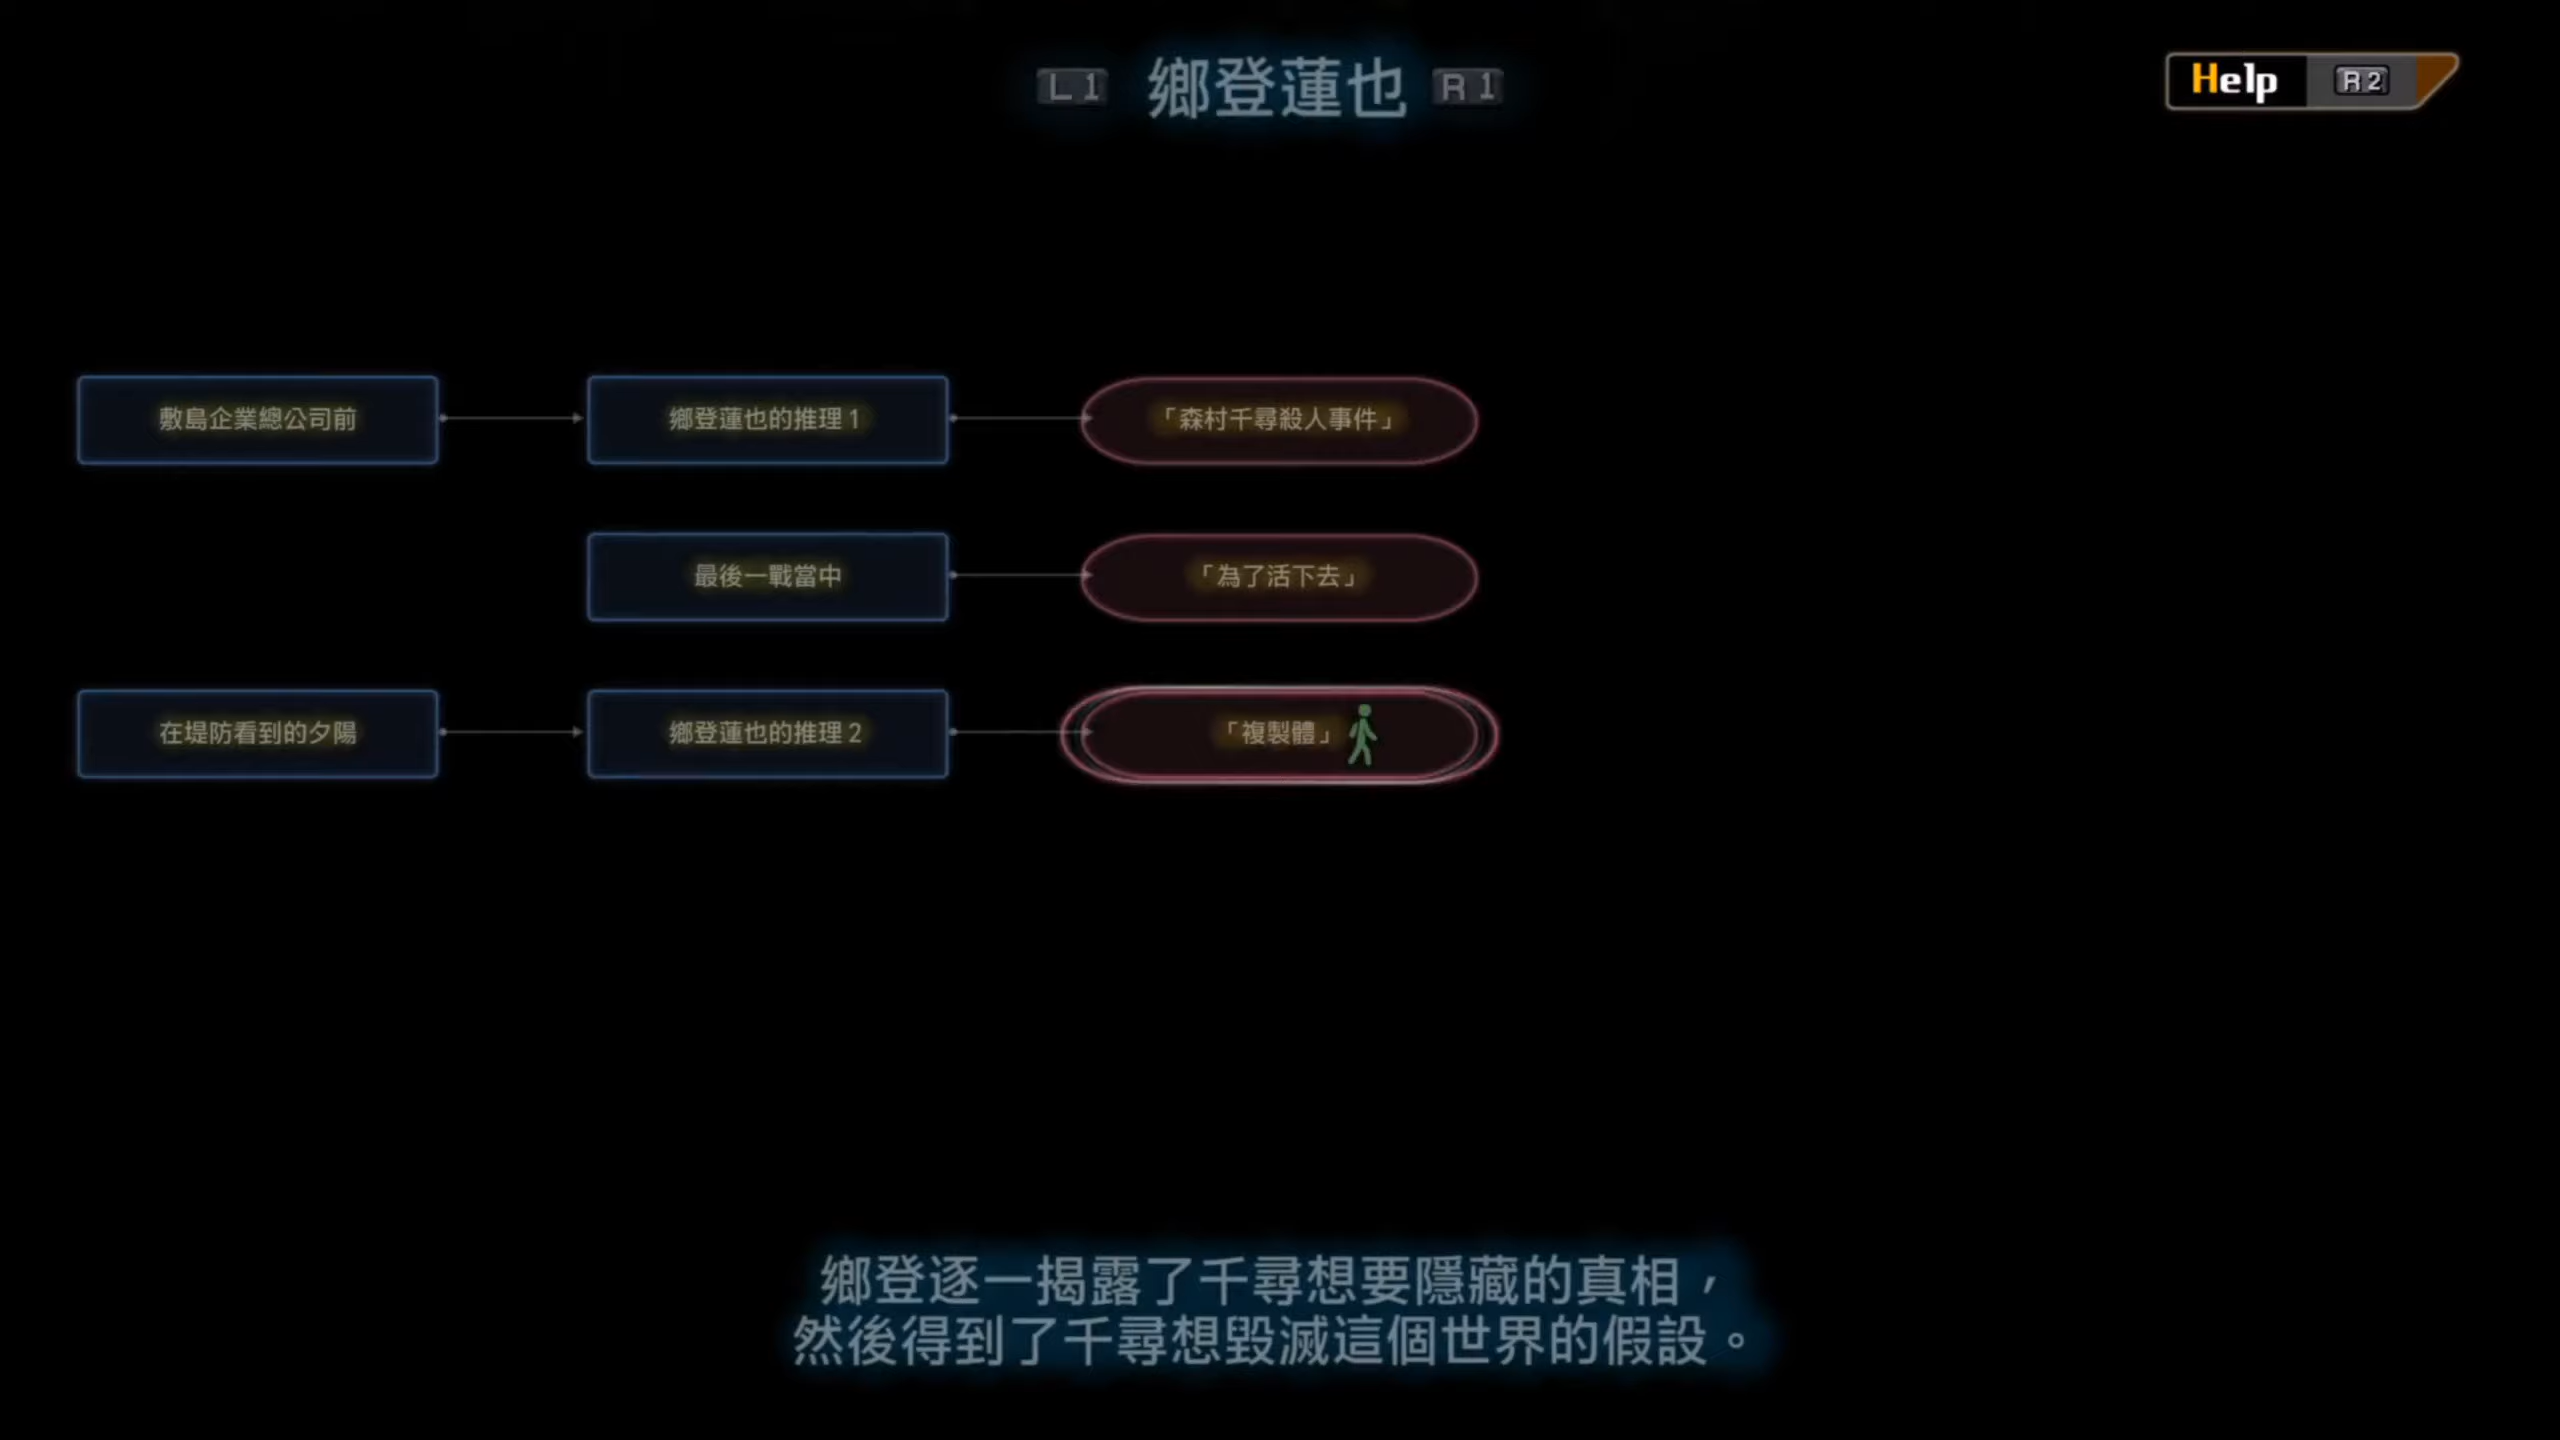 L1 鄉登蓮也 R1
Help R2
敷島企業總公司前
鄉登蓮也的推理1
「森村千尋殺人事件」
最後一戰當中
「為了活下去」
在堤防看到的夕陽
鄉登蓮也的推理2
「複製體」
鄉登逐一揭露了千尋想要隱藏的真相，
然後得到了千尋想毀滅這個世界的假設。